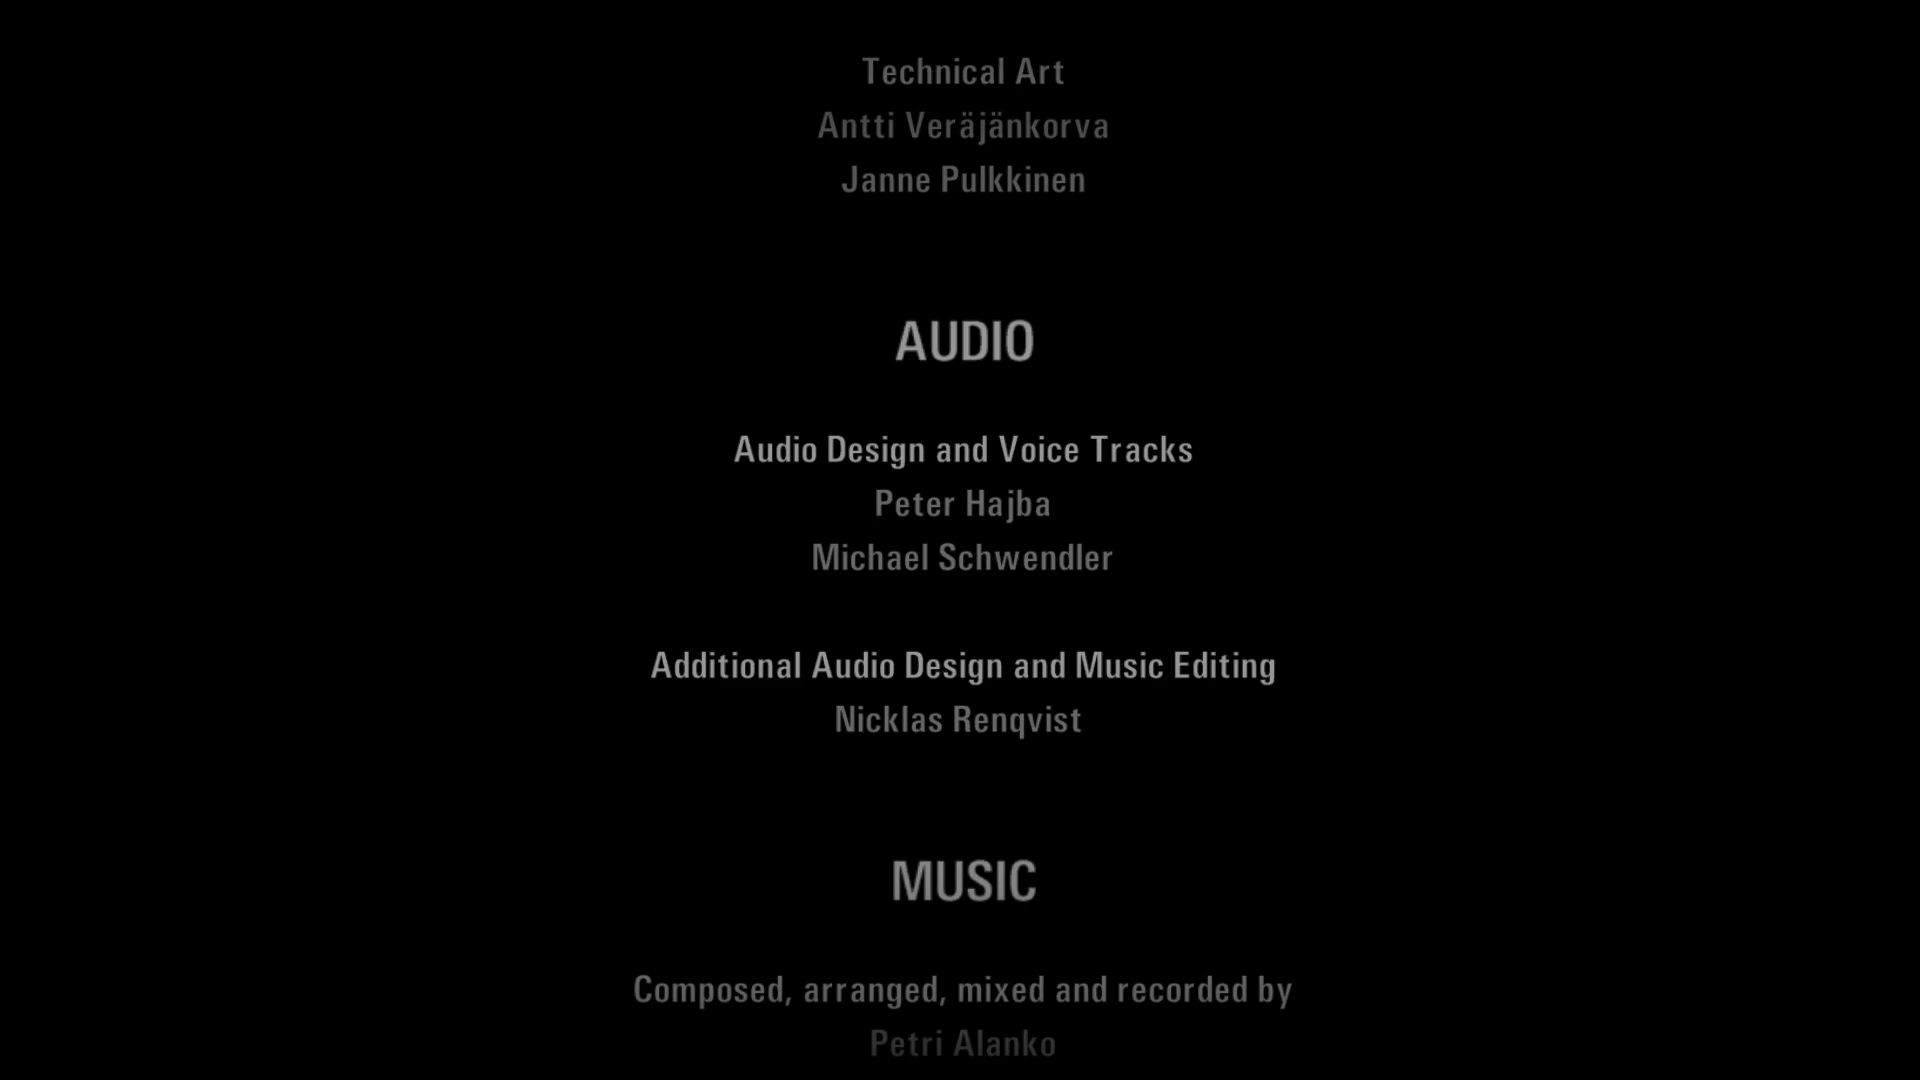 Technical Art
Antti Veräjänkorva
Janne Pulkkinen
AUDIO
Audio Design and Voice Tracks
Peter Hajba
Michael Schwendler
Additional Audio Design and Music Editing
Nicklas Renqvist
MUSIC
Composed, arranged, mixed and recorded by
Petri Alanko